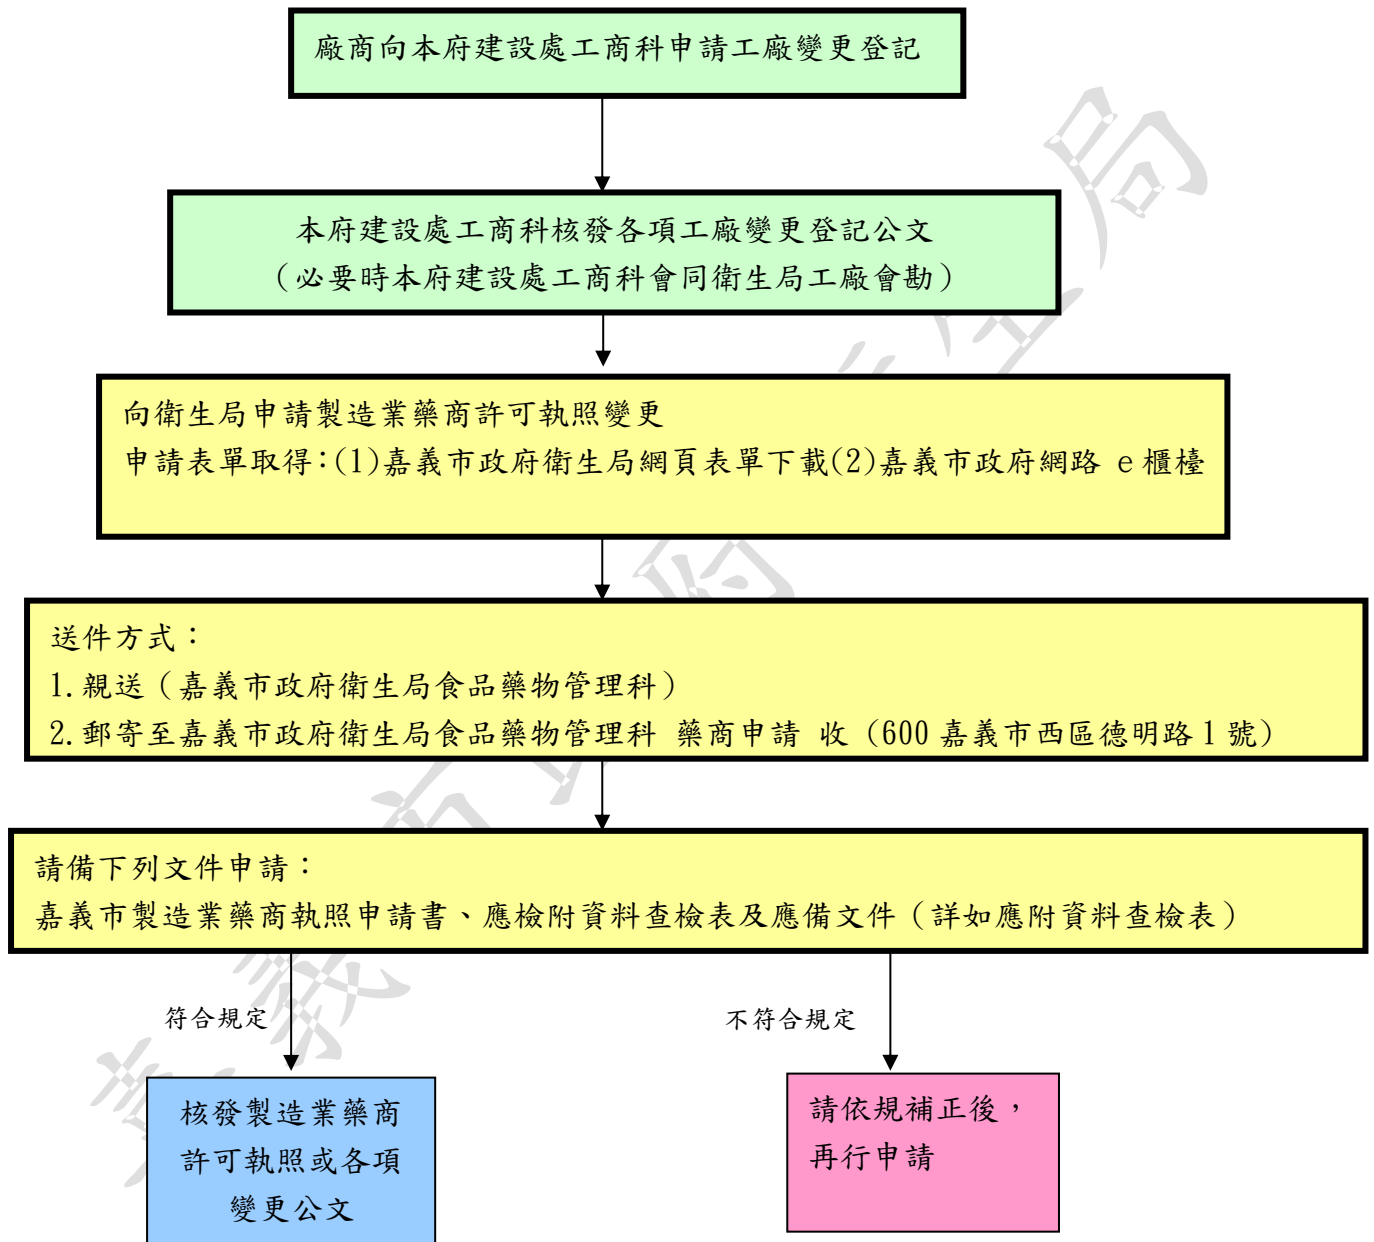 廠商向本府建設處工商科申請工廠變更登記
本府建設處工商科核發各項工廠變更登記公文
（必要時本府建設處工商科會同衛生局工廠會勘）
向衛生局申請製造業藥商許可執照變更
申請表單取得：(1)嘉義市政府衛生局網頁表單下載(2)嘉義市政府網路 e櫃檯
送件方式：
1.親送（嘉義市政府衛生局食品藥物管理科）
2.郵寄至嘉義市政府衛生局食品藥物管理科 藥商申請 收（600嘉義市西區德明路1號）
請備下列文件申請：
嘉義市製造業藥商執照申請書、應檢附資料查檢表及應備文件（詳如應附資料查檢表）
符合規定
不符合規定
核發製造業藥商
許可執照或各項
變更公文
請依規補正後，
再行申請